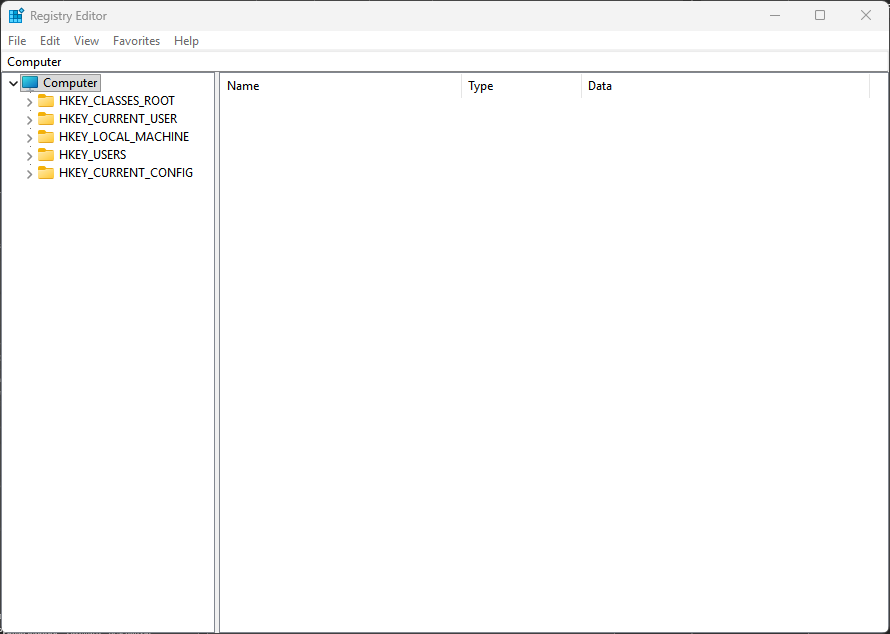 Registry Editor
File Edit View Favorites Help
Computer
Computer
HKEY_CLASSES_ROOT
HKEY_CURRENT_USER
HKEY_LOCAL_MACHINE
HKEY_USERS
HKEY_CURRENT_CONFIG
Name Type Data